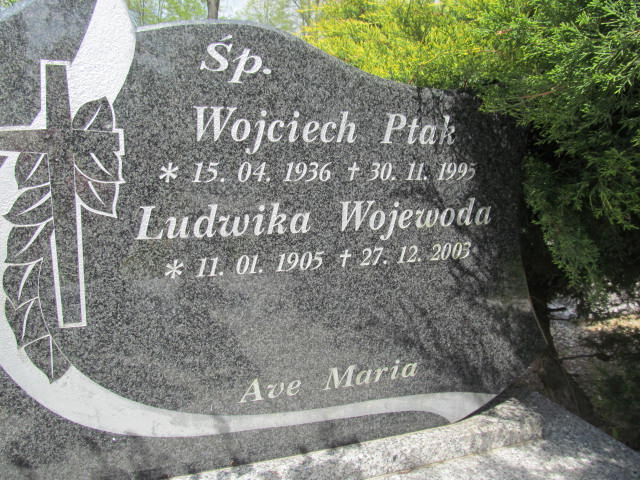 Śp.
Wojciech Ptak
* 15. 04. 1936 † 30. 11. 1995
Ludwika Wojewoda
* 11. 01. 1905 † 27. 12. 2003
Ave Maria